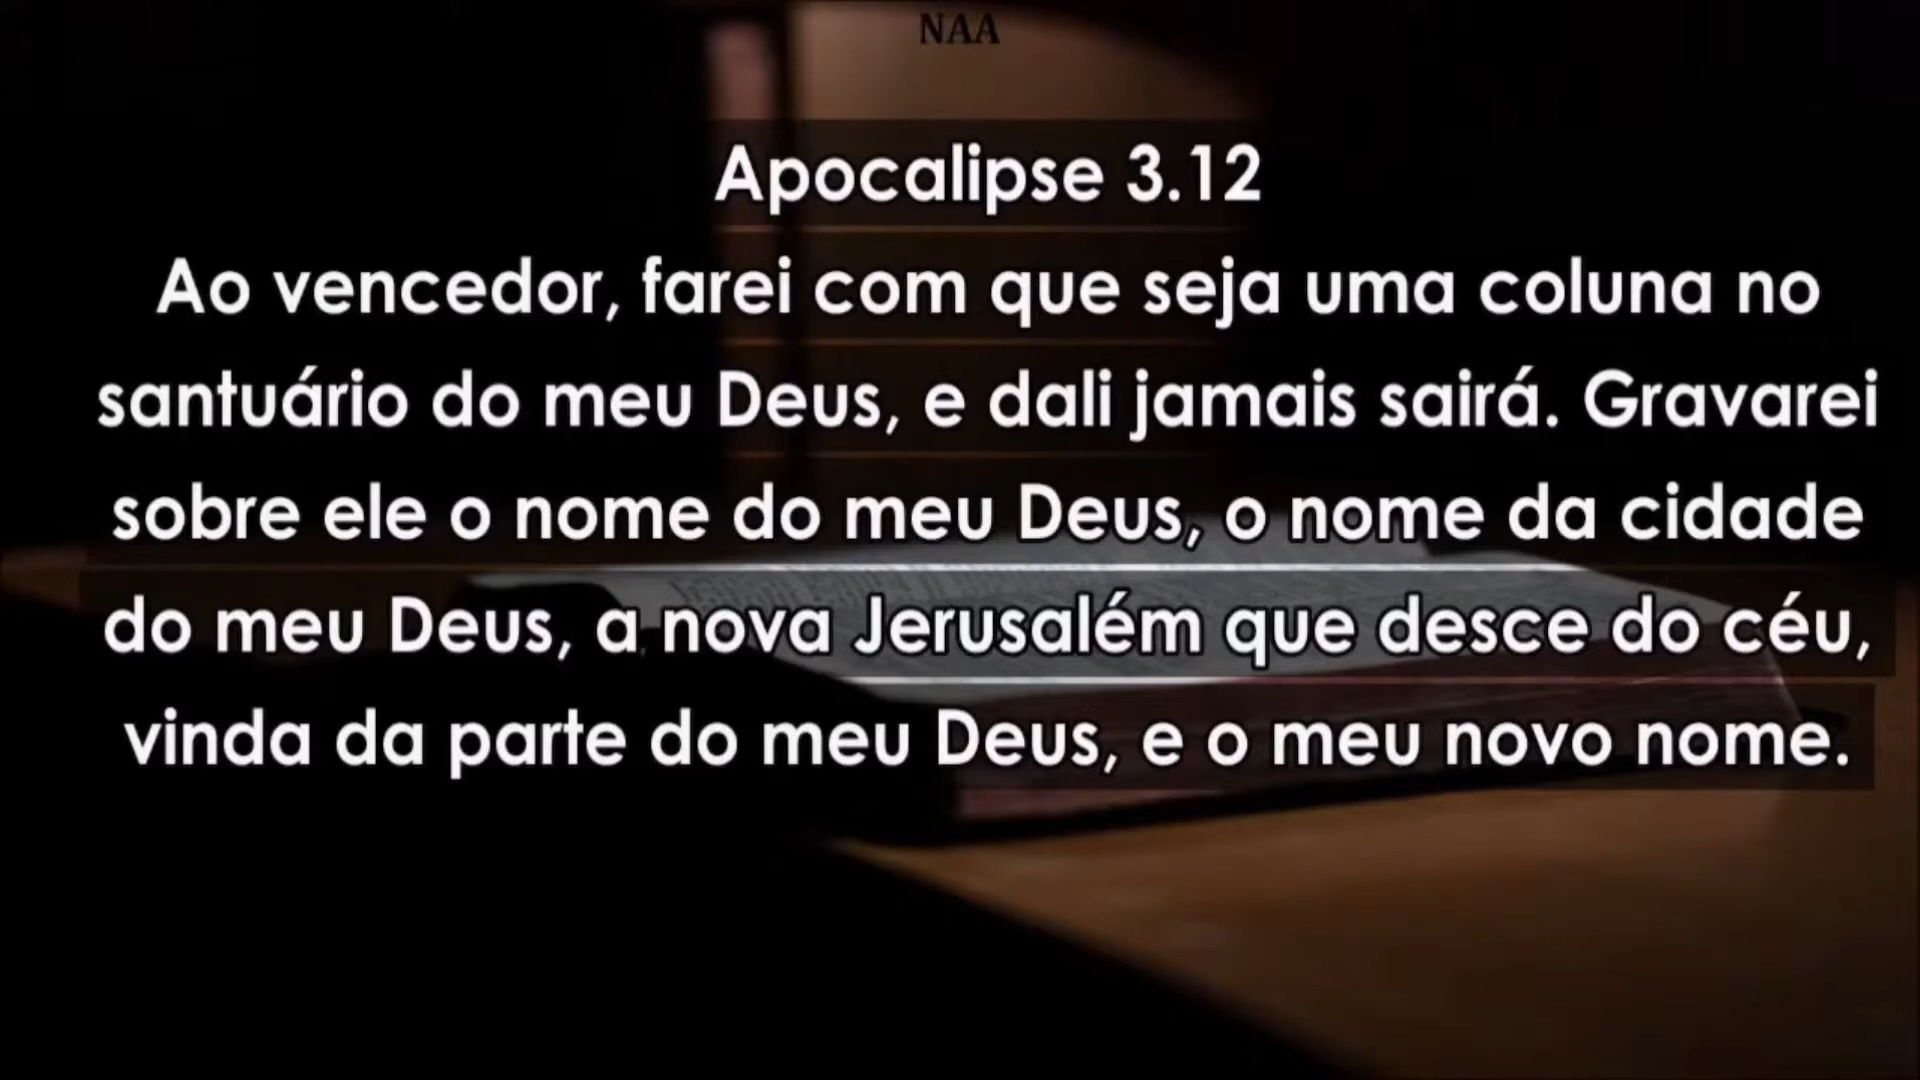 NAA
Apocalipse 3.12
Ao vencedor, farei com que seja uma coluna no
santuário do meu Deus, e dali jamais sairá. Gravarei
sobre ele o nome do meu Deus, o nome da cidade
do meu Deus, a nova Jerusalém que desce do céu,
vinda da parte do meu Deus, e o meu novo nome.